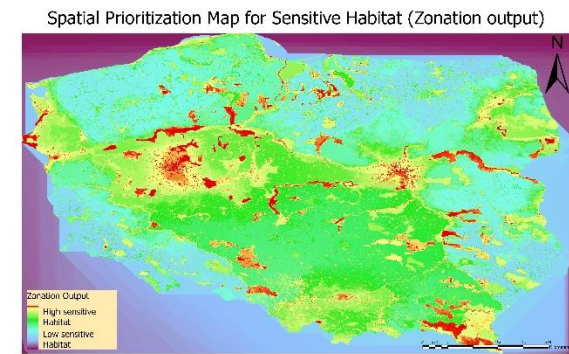 Spatial Prioritization Map for Sensitive Habitat (Zonation output)
N
Zonation Output
High sensitive
Habitat
Low sensitive
Habitat